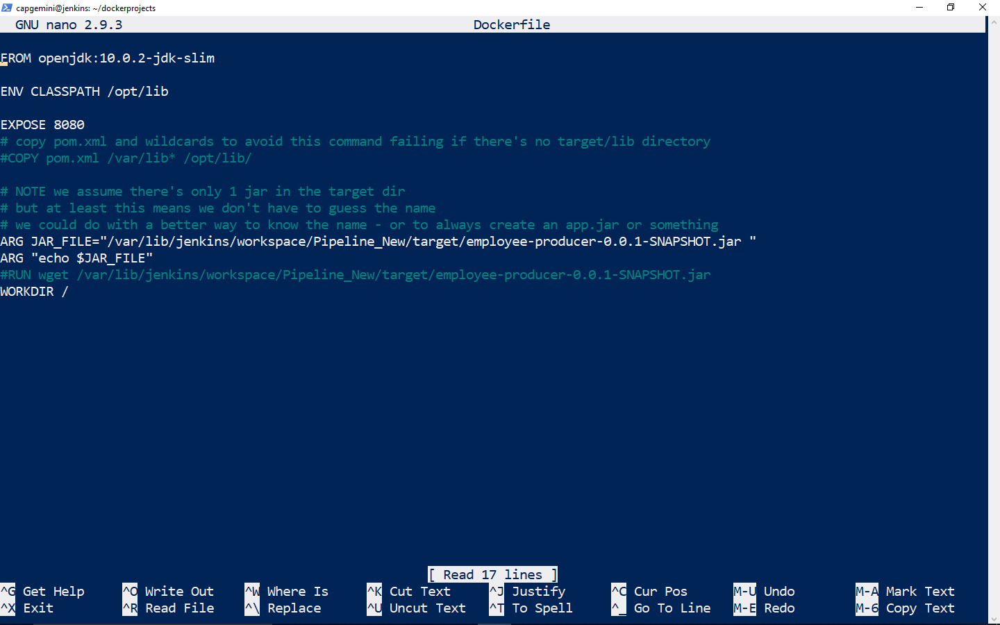 capgemini@jenkins: ~/dockerprojects
GNU nano 2.9.3 Dockerfile
FROM openjdk:10.0.2-jdk-slim
ENV CLASSPATH /opt/lib
EXPOSE 8080
# copy pom.xml and wildcards to avoid this command failing if there's no target/lib directory
#COPY pom.xml /var/lib* /opt/lib/
# NOTE we assume there's only 1 jar in the target dir
# but at least this means we don't have to guess the name
# we could do with a better way to know the name - or to always create an app.jar or something
ARG JAR_FILE="/var/lib/jenkins/workspace/Pipeline_New/target/employee-producer-0.0.1-SNAPSHOT.jar "
ARG "echo $JAR_FILE"
#RUN wget /var/lib/jenkins/workspace/Pipeline_New/target/employee-producer-0.0.1-SNAPSHOT.jar
WORKDIR /
[ Read 17 lines ]
^G Get Help ^O Write Out ^W Where Is ^K Cut Text ^J Justify ^C Cur Pos M-U Undo M-A Mark Text
^X Exit ^R Read File ^\ Replace ^U Uncut Text ^T To Spell ^_ Go To Line M-E Redo M-6 Copy Text